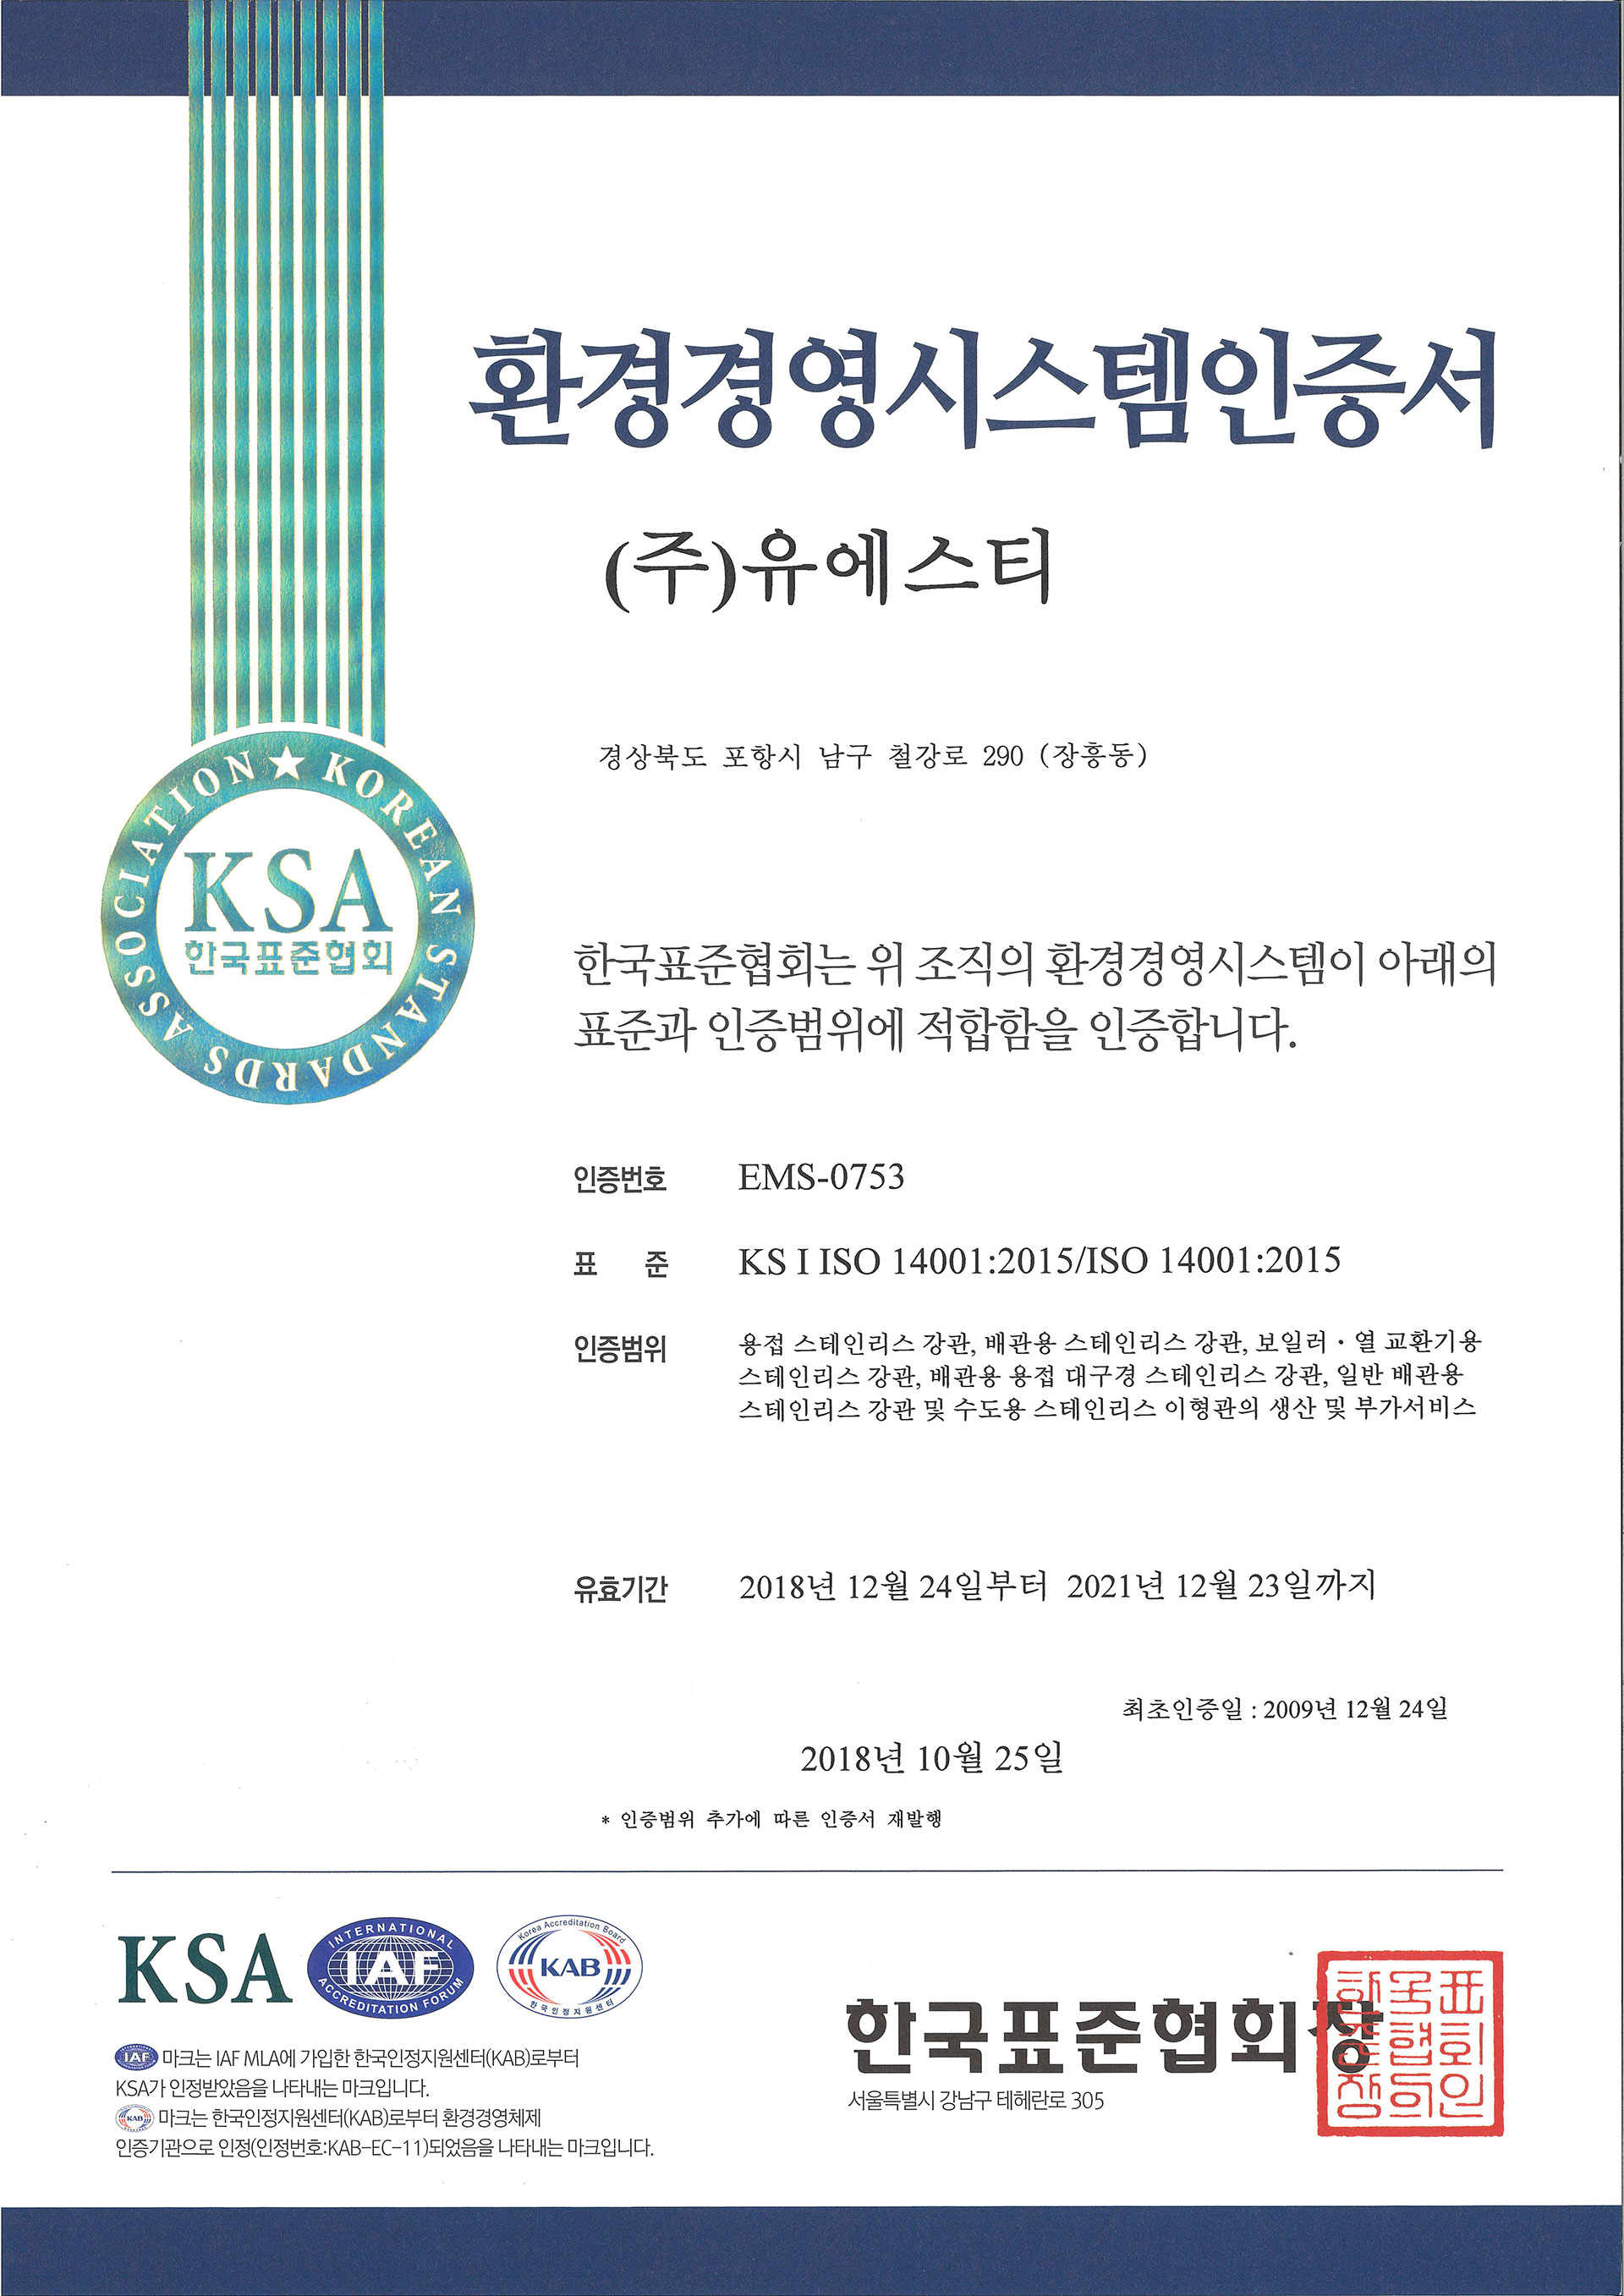 환경경영시스템인증서
(주)유에스티
경상북도 포항시 남구 철강로 290 (장흥동)
KOREAN STANDARDS ASSOCIATION
KSA
한국표준협회
한국표준협회는 위 조직의 환경경영시스템이 아래의
표준과 인증범위에 적합함을 인증합니다.
인증번호 EMS-0753
표 준 KS I ISO 14001:2015/ISO 14001:2015
인증범위 용접 스테인리스 강관, 배관용 스테인리스 강관, 보일러·열 교환기용
스테인리스 강관, 배관용 용접 대구경 스테인리스 강관, 일반 배관용
스테인리스 강관 및 수도용 스테인리스 이형관의 생산 및 부가서비스
유효기간 2018년 12월 24일부터 2021년 12월 23일까지
최초인증일 : 2009년 12월 24일
2018년 10월 25일
* 인증범위 추가에 따른 인증서 재발행
KSA
INTERNATIONAL
IAF
ACCREDITATION FORUM
Korea Accreditation Board
KAB
한국인정지원센터
IAF 마크는 IAF MLA에 가입한 한국인정지원센터(KAB)로부터
KSA가 인정받았음을 나타내는 마크입니다.
KAB 마크는 한국인정지원센터(KAB)로부터 환경경영체제
인증기관으로 인정(인정번호:KAB-EC-11)되었음을 나타내는 마크입니다.
한국표준협회장
서울특별시 강남구 테헤란로 305